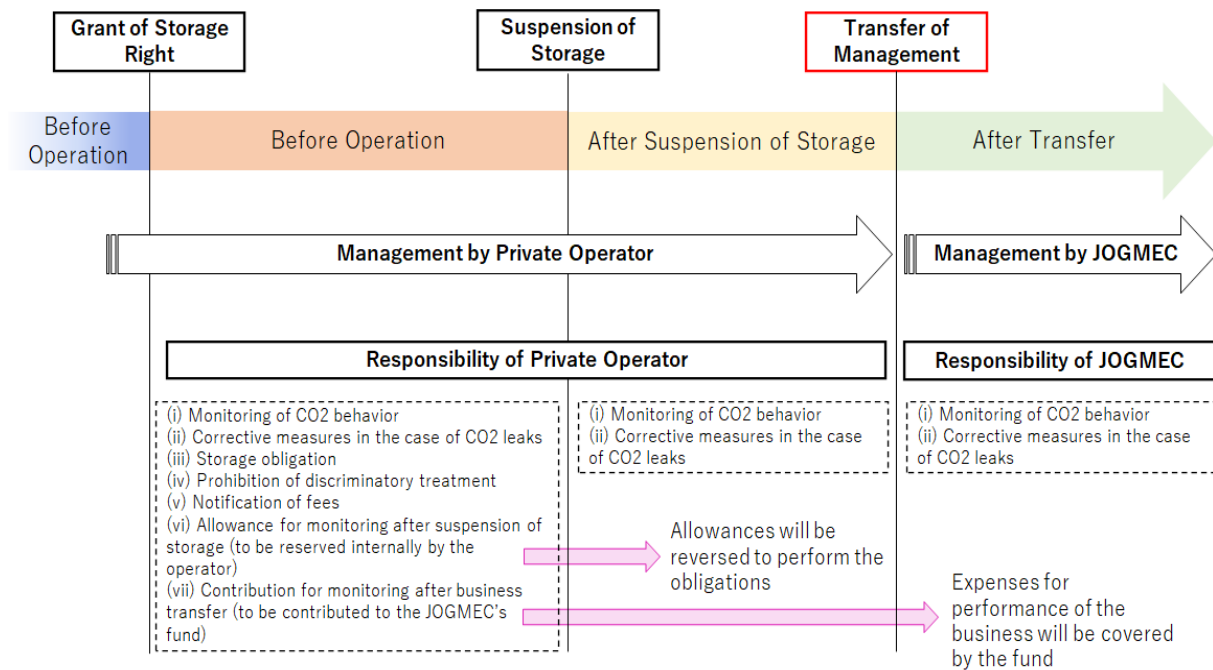 Grant of Storage
Right
Suspension of
Storage
Transfer of
Management
Before
Operation
Before Operation
After Suspension of Storage
After Transfer
Management by Private Operator
Management by JOGMEC
Responsibility of Private Operator
Responsibility of JOGMEC
(i) Monitoring of CO2 behavior
(ii) Corrective measures in the case of CO2 leaks
(iii) Storage obligation
(iv) Prohibition of discriminatory treatment
(v) Notification of fees
(vi) Allowance for monitoring after suspension of
storage (to be reserved internally by the
operator)
(vii) Contribution for monitoring after business
transfer (to be contributed to the JOGMEC's
fund)
(i) Monitoring of CO2 behavior
(ii) Corrective measures in the case
of CO2 leaks
(i) Monitoring of CO2 behavior
(ii) Corrective measures in the case
of CO2 leaks
Allowances will be
reversed to perform the
obligations
Expenses for
performance of the
business will be covered
by the fund